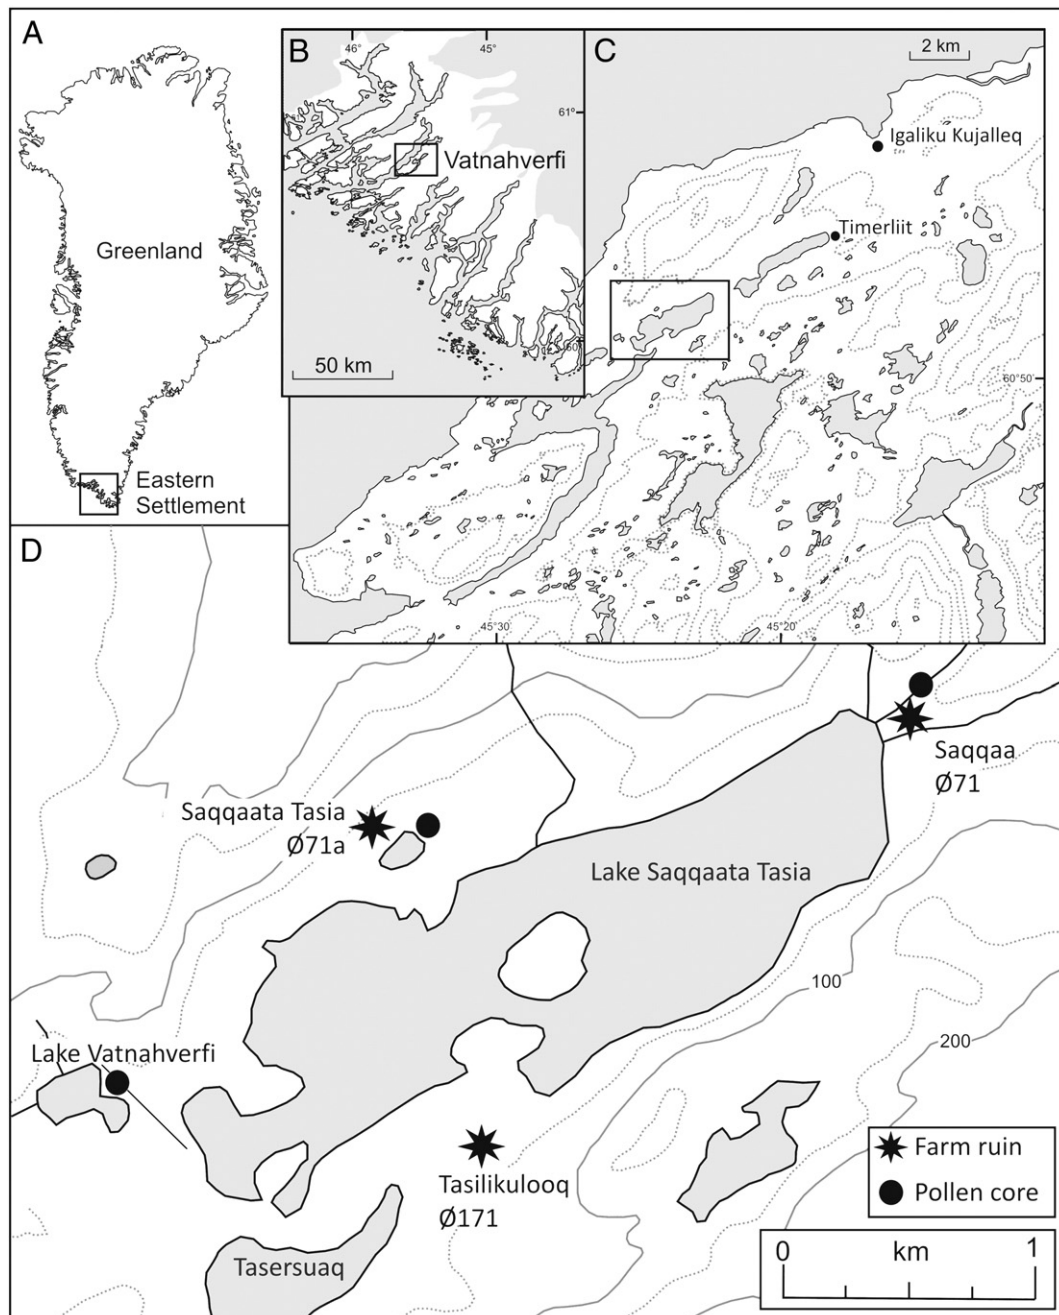 A
Greenland
Eastern
Settlement
B
46°
45°
61°
Vatnahverfi
50 km
C
2 km
Igaliku Kujalleq
Timerliit
60°50'
45°30
45°20
D
Saqqaa
Ø71
Saqqaata Tasia
Ø71a
Lake Saqqaata Tasia
100
200
Lake Vatnahverfi
Tasilikulooq
Ø171
Tasersuaq
Farm ruin
Pollen core
0 km 1